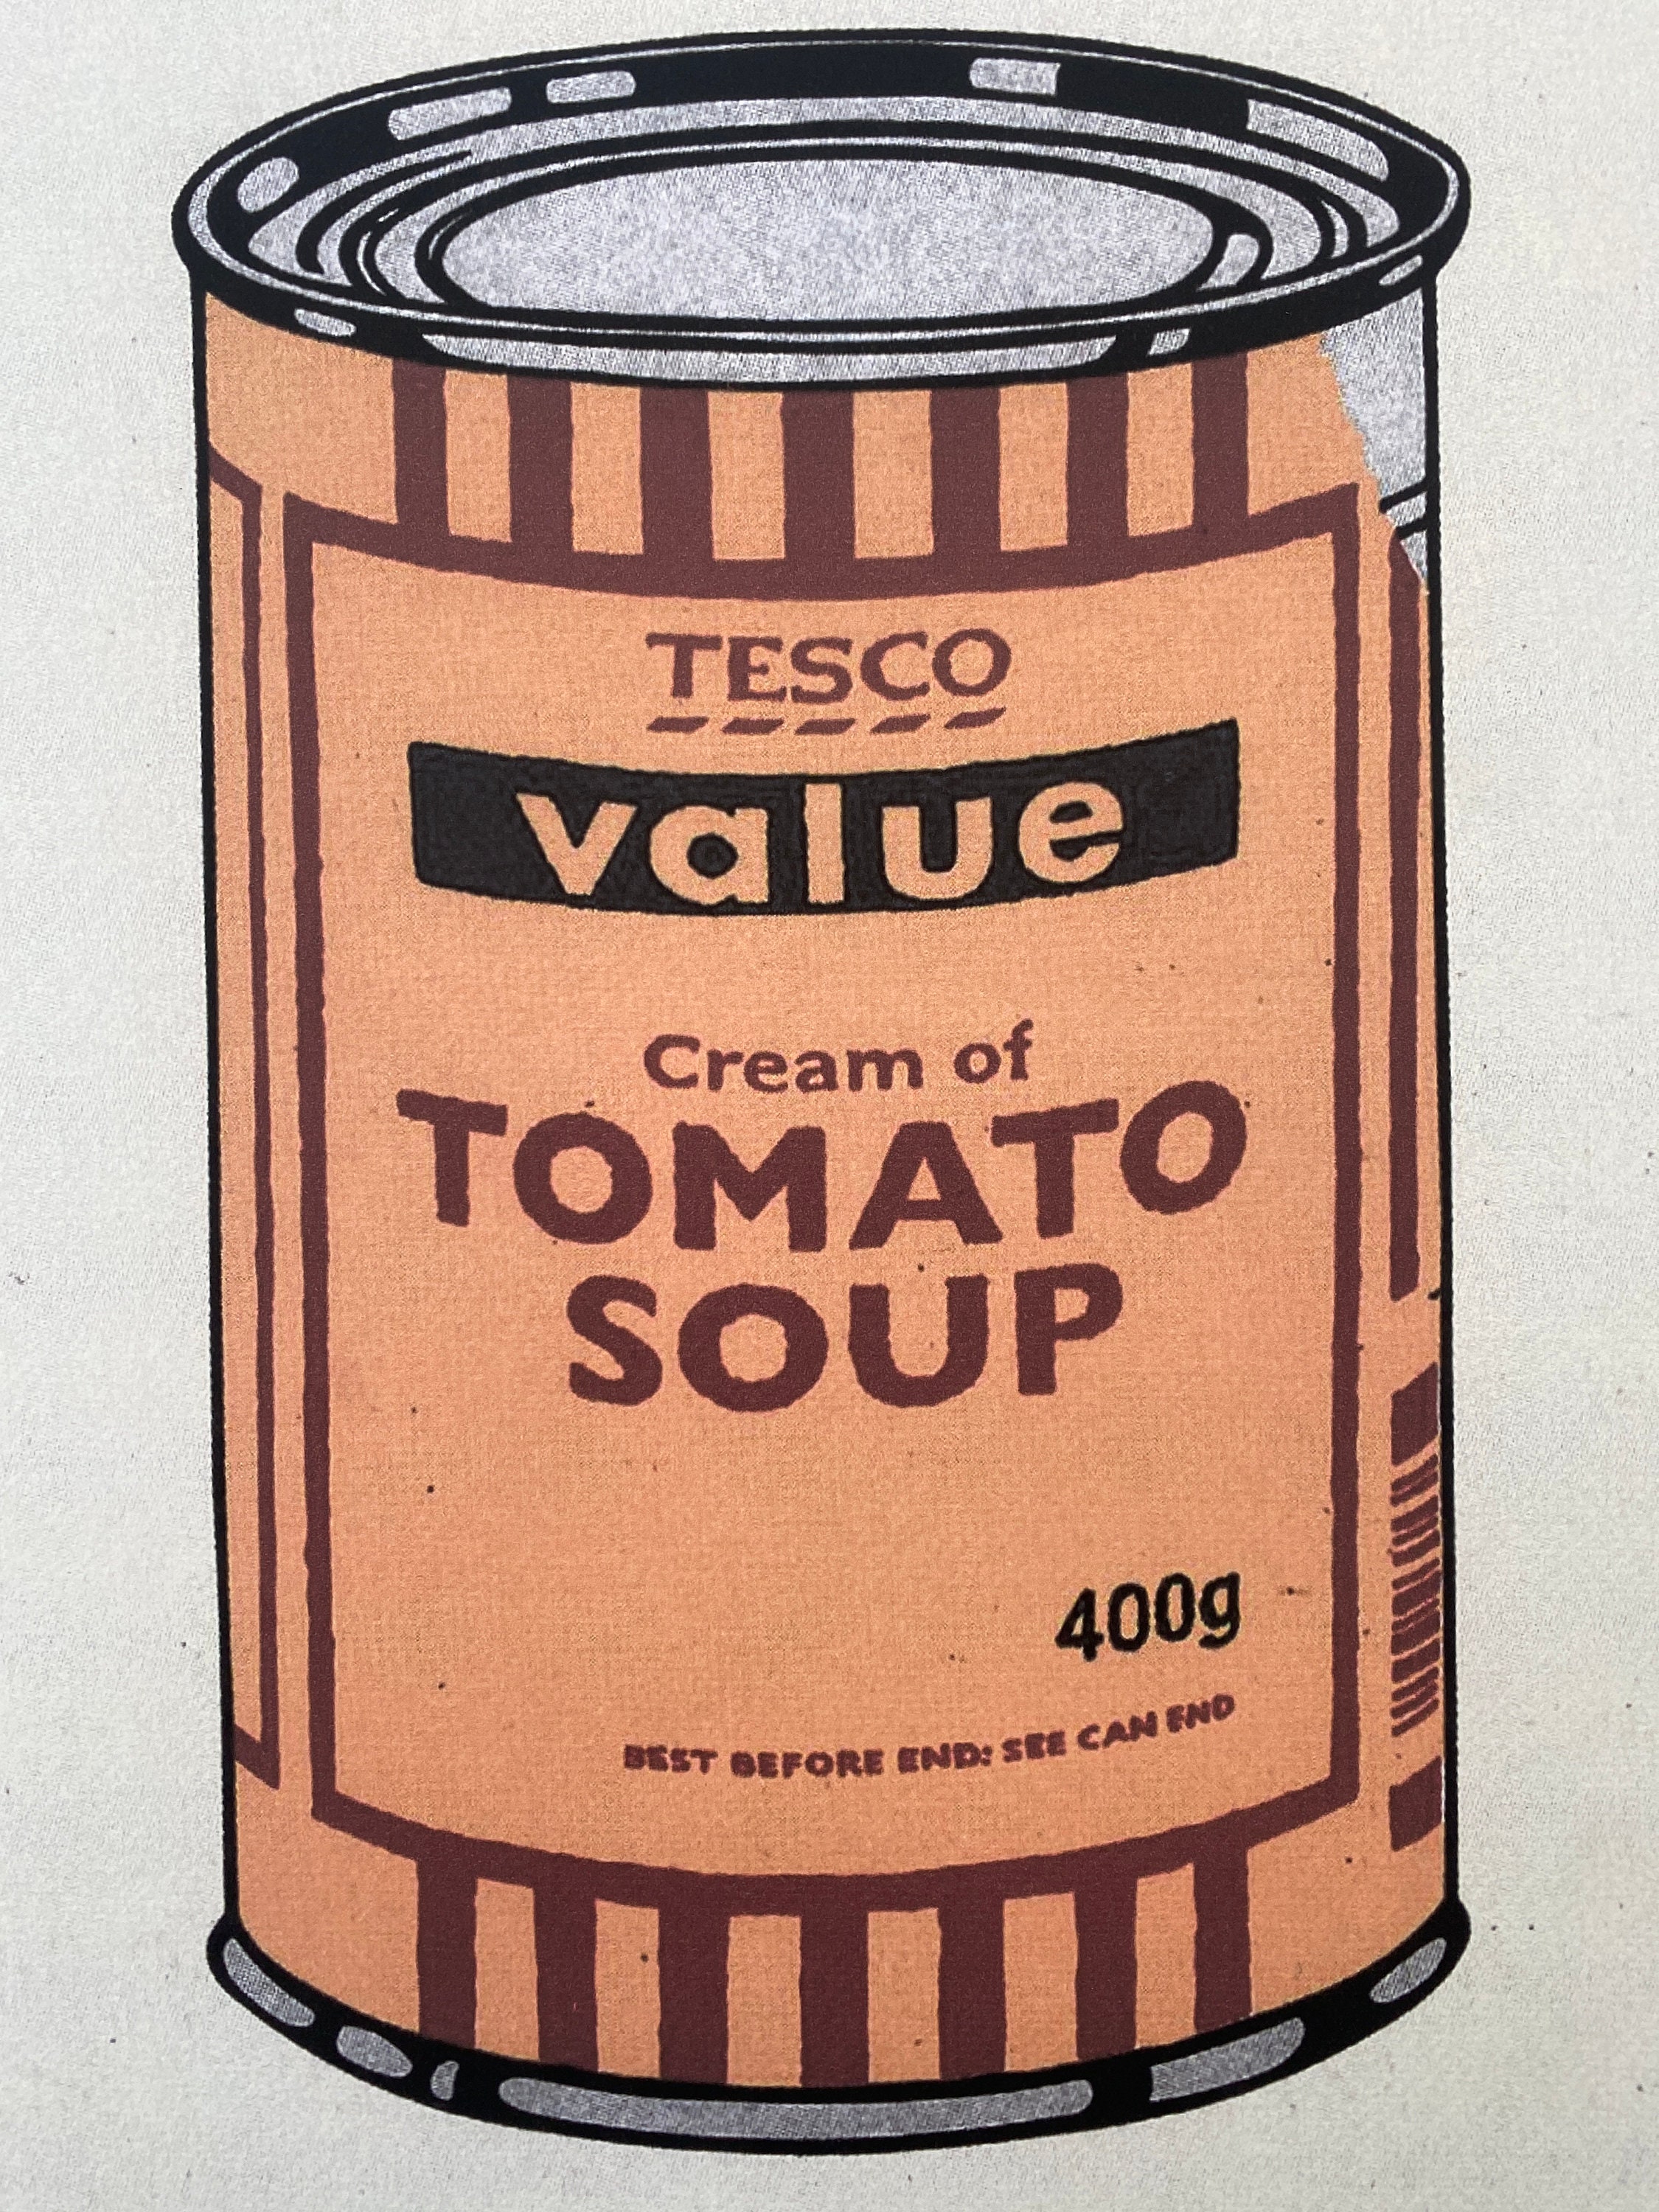 TESCO
value
Cream of
TOMATO
SOUP
400g
BEST BEFORE END: SEE CAN END